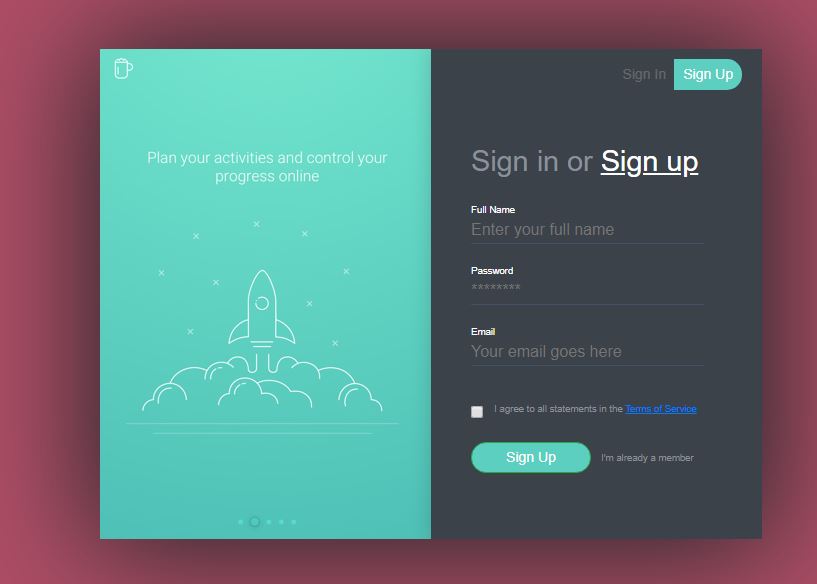 Sign In Sign Up
Plan your activities and control your
progress online
Sign in or Sign up
Full Name
Enter your full name
Password
********
Email
Your email goes here
I agree to all statements in the Terms of Service
Sign Up I'm already a member